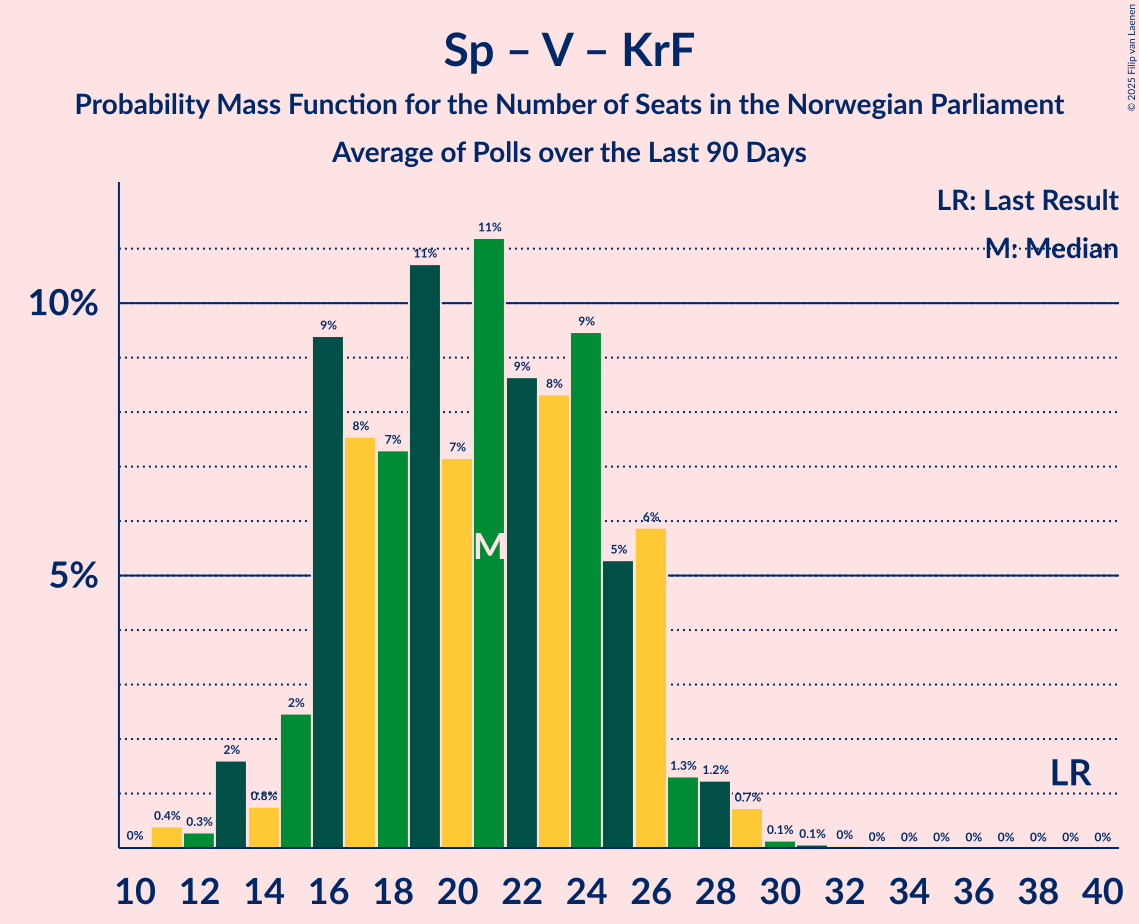 Sp – V – KrF
Probability Mass Function for the Number of Seats in the Norwegian Parliament
Average of Polls over the Last 90 Days
© 2025 Filip van Laenen
LR: Last Result
M: Median
10%
5%
0% 0.4% 0.3% 2% 0.8% 2% 9% 8% 7% 11% 7% 11% 9% 8% 9% 5% 6% 1.3% 1.2% 0.7% 0.1% 0.1% 0% 0% 0% 0% 0% 0% 0% 0% 0%
M
LR
10 12 14 16 18 20 22 24 26 28 30 32 34 36 38 40